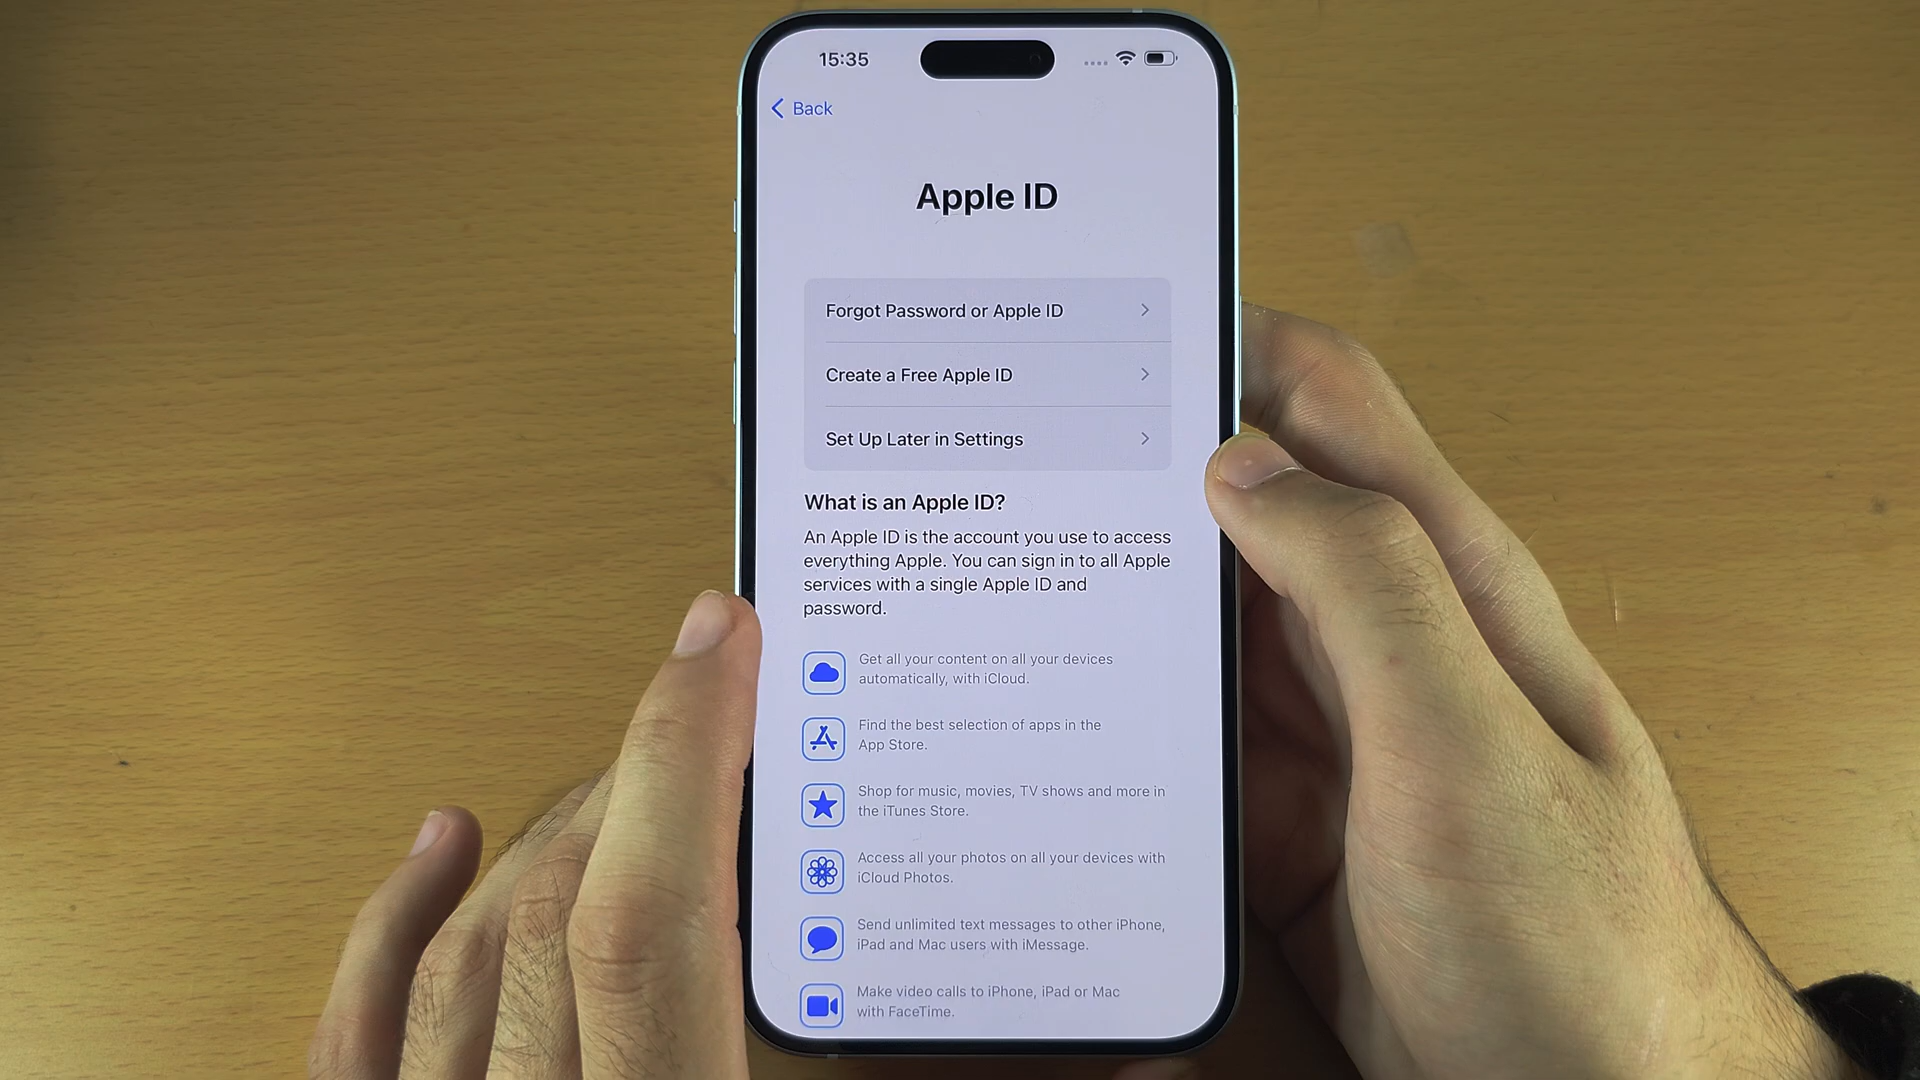 15:35
Back
Apple ID
Forgot Password or Apple ID
Create a Free Apple ID
Set Up Later in Settings
What is an Apple ID?
An Apple ID is the account you use to access
everything Apple. You can sign in to all Apple
services with a single Apple ID and
password.
Get all your content on all your devices
automatically, with iCloud.
Find the best selection of apps in the
App Store.
Shop for music, movies, TV shows and more in
the iTunes Store.
Access all your photos on all your devices with
iCloud Photos.
Send unlimited text messages to other iPhone,
iPad and Mac users with iMessage.
Make video calls to iPhone, iPad or Mac
with FaceTime.